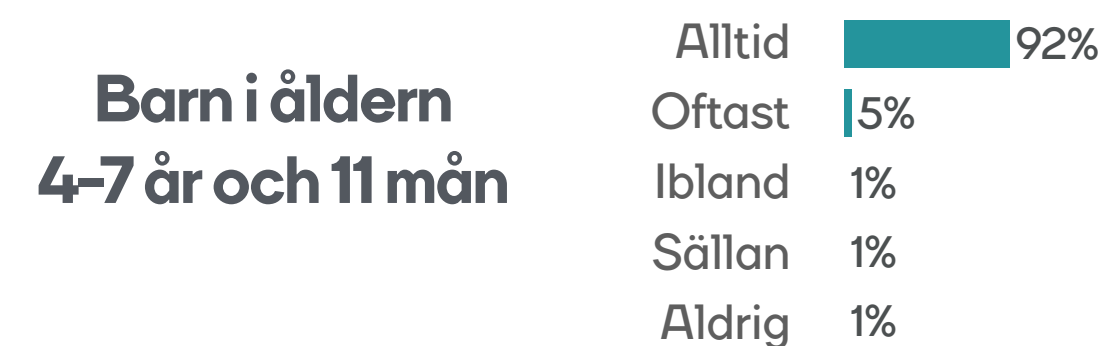 Barn i åldern
4–7 år och 11 mån
Alltid 92%
Oftast 5%
Ibland 1%
Sällan 1%
Aldrig 1%